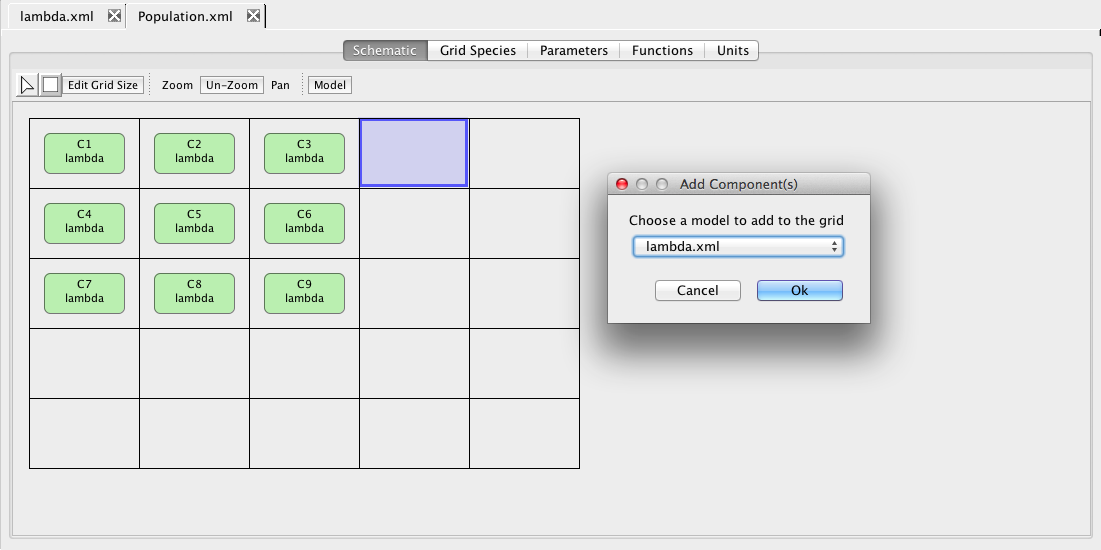 lambda.xml Population.xml
Schematic Grid Species Parameters Functions Units
Edit Grid Size Zoom Un-Zoom Pan Model
C1
lambda
C2
lambda
C3
lambda
C4
lambda
C5
lambda
C6
lambda
C7
lambda
C8
lambda
C9
lambda
Add Component(s)
Choose a model to add to the grid
lambda.xml
Cancel Ok